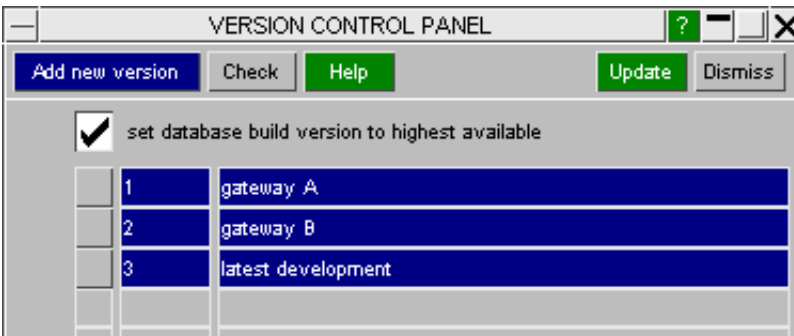 VERSION CONTROL PANEL ?
Add new version Check Help Update Dismiss
set database build version to highest available
1 gateway A
2 gateway B
3 latest development